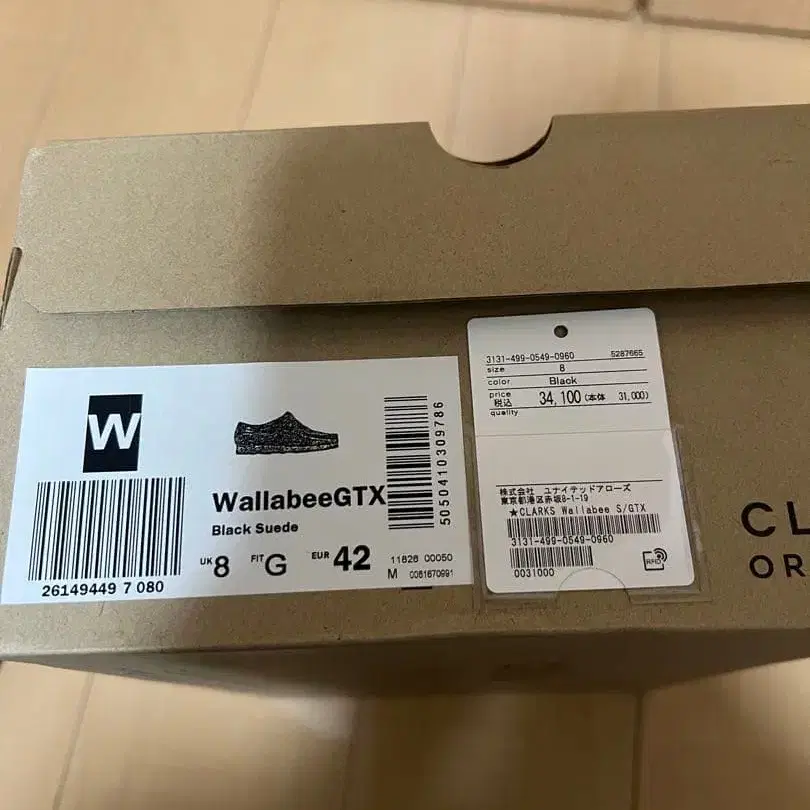 W
WallabeeGTX
Black Suede
UK 8 FIT G EUR 42
11826 00050
M 0081670991
26149449 7 080
5050410309786
3131-499-0549-0960 5287665
size 8
color Black
price 税込 34,100(本体 31,000)
quality
株式会社 ユナイテッドアローズ
東京都港区赤坂8-1-19
★CLARKS Wallabee S/GTX
3131-499-0549-0960
0031000
RFID
CL
OR